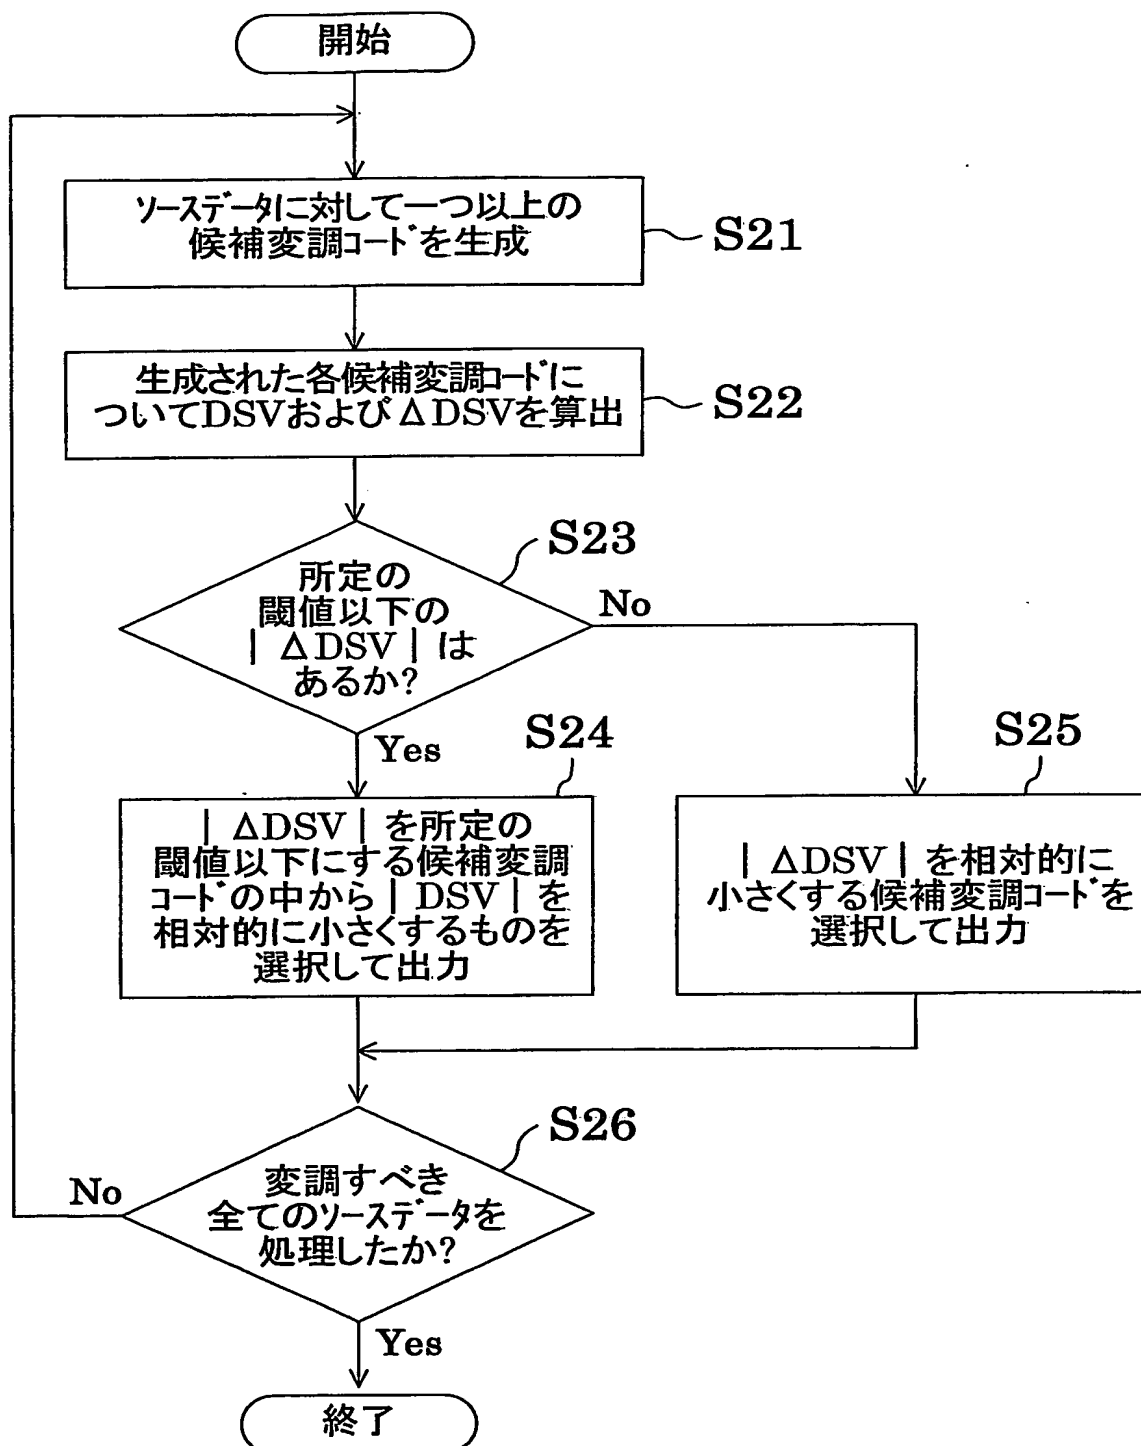 開始
ソースデータに対して一つ以上の
候補変調コードを生成
S21
生成された各候補変調コードに
ついてDSVおよびΔDSVを算出
S22
S23
所定の
閾値以下の
|ΔDSV|は
あるか?
No
Yes
S24
S25
|ΔDSV|を所定の
閾値以下にする候補変調
コードの中から|DSV|を
相対的に小さくするものを
選択して出力
|ΔDSV|を相対的に
小さくする候補変調コードを
選択して出力
S26
変調すべき
全てのソースデータを
処理したか?
No
Yes
終了